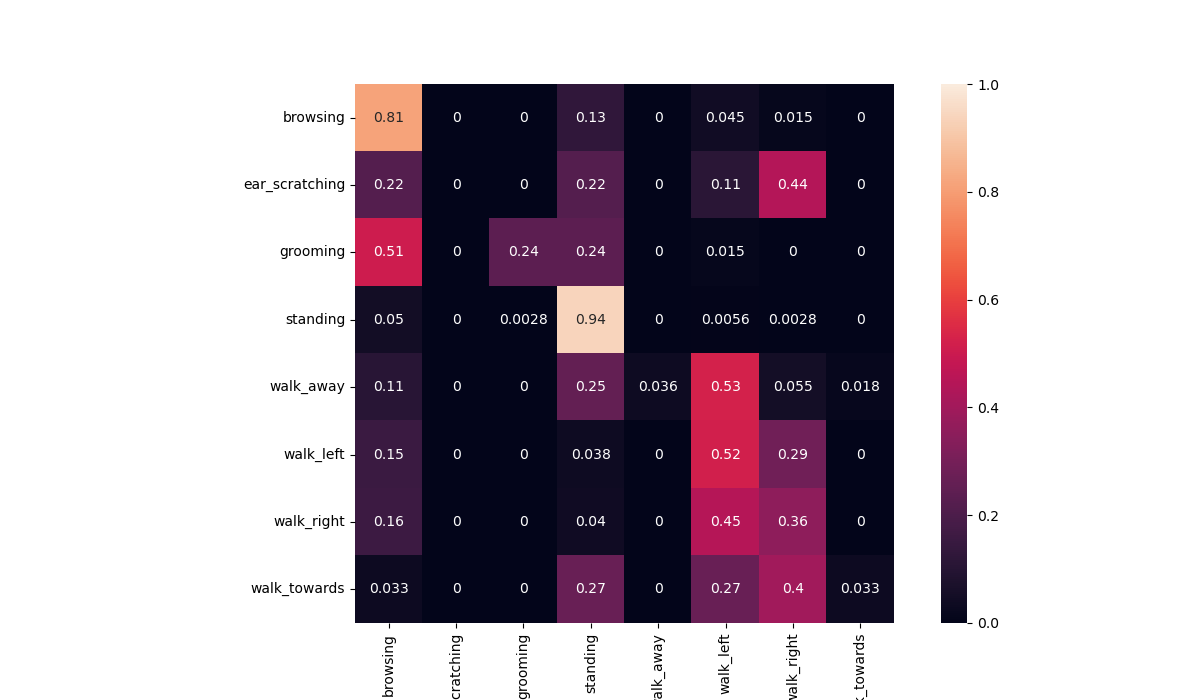 browsing 0.81 0 0 0.13 0 0.045 0.015 0
ear_scratching 0.22 0 0 0.22 0 0.11 0.44 0
grooming 0.51 0 0.24 0.24 0 0.015 0 0
standing 0.05 0 0.0028 0.94 0 0.0056 0.0028 0
walk_away 0.11 0 0 0.25 0.036 0.53 0.055 0.018
walk_left 0.15 0 0 0.038 0 0.52 0.29 0
walk_right 0.16 0 0 0.04 0 0.45 0.36 0
walk_towards 0.033 0 0 0.27 0 0.27 0.4 0.033
browsing
cratching
grooming
standing
alk_away
walk_left
walk_right
k_towards
1.0
0.8
0.6
0.4
0.2
0.0